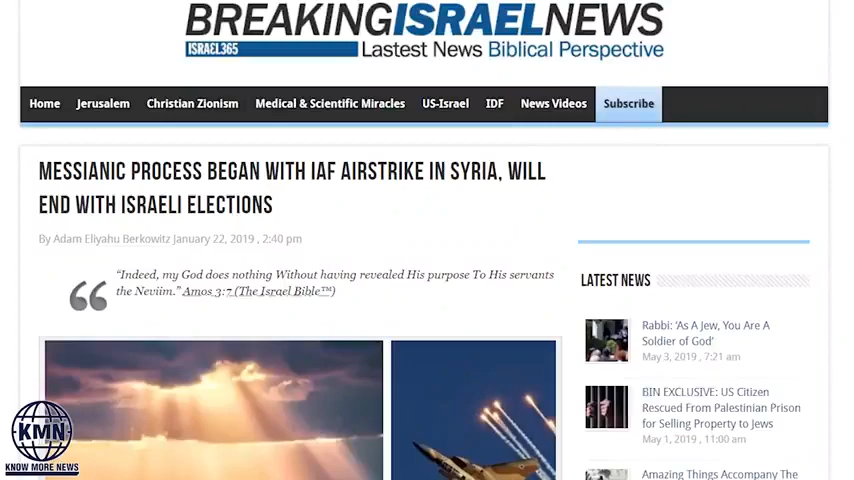 BREAKINGISRAELNEWS
ISRAEL365
Lastest News Biblical Perspective
Home Jerusalem Christian Zionism Medical & Scientific Miracles US-Israel IDF News Videos Subscribe
MESSIANIC PROCESS BEGAN WITH IAF AIRSTRIKE IN SYRIA, WILL
END WITH ISRAELI ELECTIONS
By Adam Eliyahu Berkowitz January 22, 2019 , 2:40 pm
“Indeed, my God does nothing Without having revealed His purpose To His servants
the Neviim.” Amos 3:7 (The Israel Bible™)
LATEST NEWS
Rabbi: ‘As A Jew, You Are A
Soldier of God’
May 3, 2019 , 7:21 am
BIN EXCLUSIVE: US Citizen
Rescued From Palestinian Prison
for Selling Property to Jews
May 1, 2019 , 11:00 am
Amazing Things Accompany The
KMN
KNOW MORE NEWS